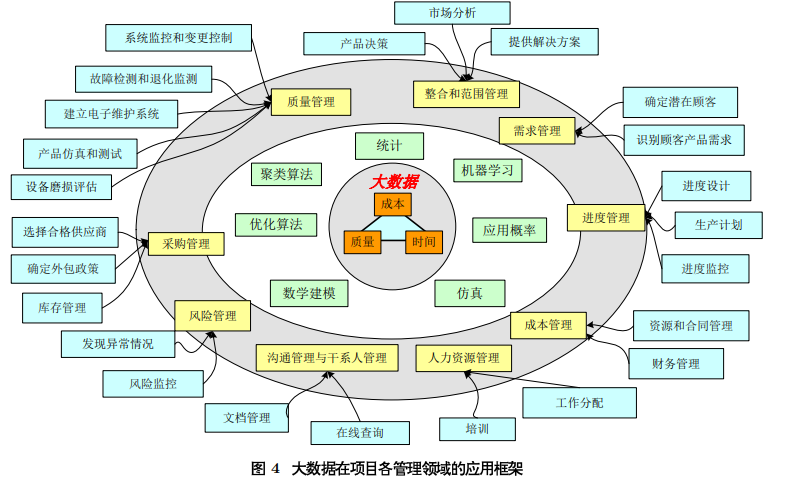 市场分析
系统监控和变更控制
产品决策
提供解决方案
故障检测和退化监测
质量管理
整合和范围管理
确定潜在顾客
建立电子维护系统
需求管理
识别顾客产品需求
产品仿真和测试
统计
设备磨损评估
聚类算法
机器学习
大数据
进度设计
成本
选择合格供应商
优化算法
应用概率
进度管理
生产计划
采购管理
质量
时间
确定外包政策
进度监控
库存管理
数学建模
仿真
风险管理
成本管理
资源和合同管理
发现异常情况
沟通管理与干系人管理
人力资源管理
财务管理
风险监控
文档管理
工作分配
在线查询
培训
图 4 大数据在项目各管理领域的应用框架